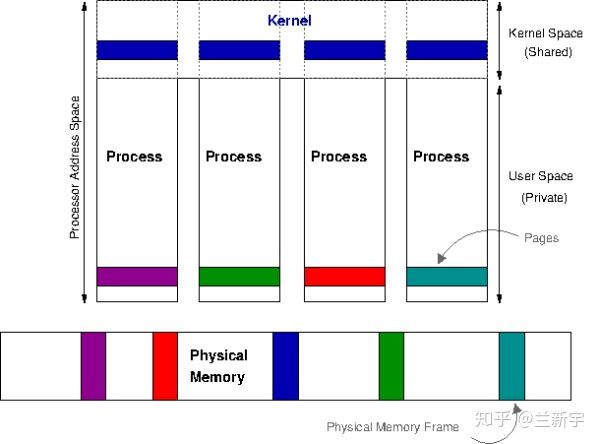 Kernel
Kernel Space
(Shared)
Processor Address Space
Process
Process
Process
Process
User Space
(Private)
Pages
Physical
Memory
Physical Memory Frame
知乎 @兰新宇